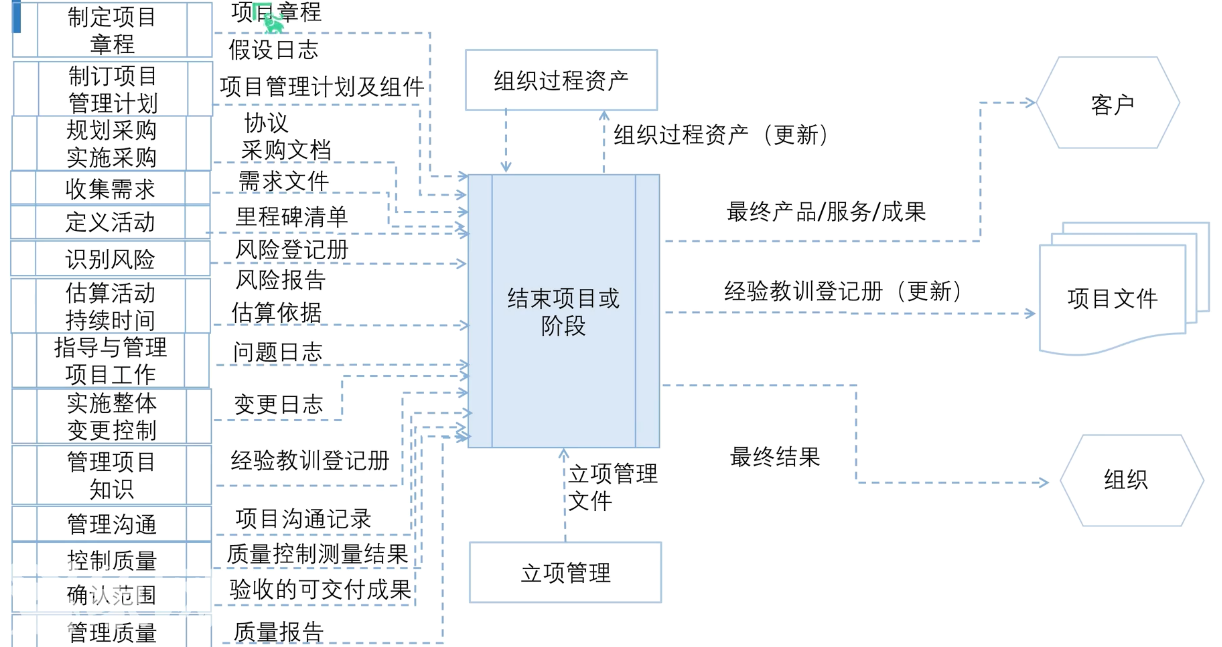 制定项目
章程
项目章程
假设日志
制订项目
管理计划
项目管理计划及组件
规划采购
实施采购
协议
采购文档
收集需求
需求文件
定义活动
里程碑清单
识别风险
风险登记册
风险报告
估算活动
持续时间
估算依据
指导与管理
项目工作
问题日志
实施整体
变更控制
变更日志
管理项目
知识
经验教训登记册
管理沟通
项目沟通记录
控制质量
质量控制测量结果
确认范围
验收的可交付成果
管理质量
质量报告
组织过程资产
组织过程资产（更新）
结束项目或
阶段
立项管理
文件
立项管理
最终产品/服务/成果
客户
经验教训登记册（更新）
项目文件
最终结果
组织